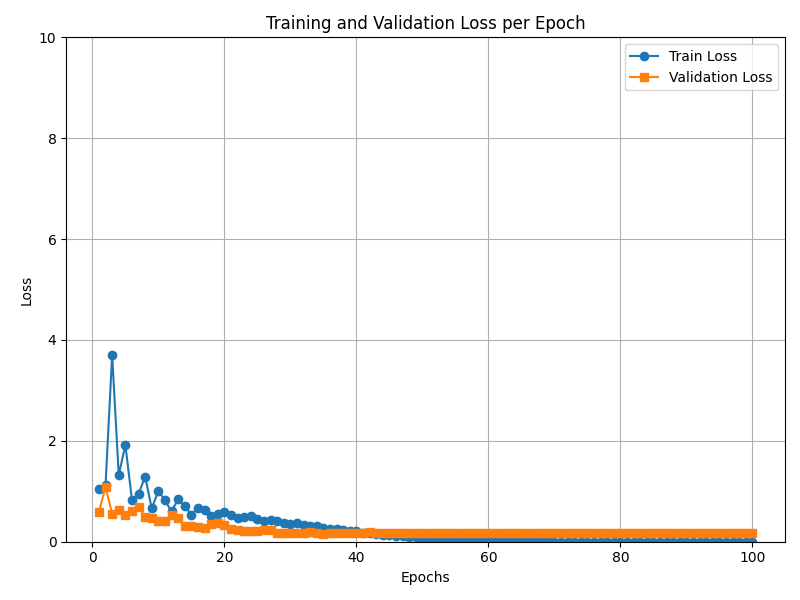 Training and Validation Loss per Epoch
Train Loss
Validation Loss
10
8
6
4
2
0
Loss
0 20 40 60 80 100
Epochs